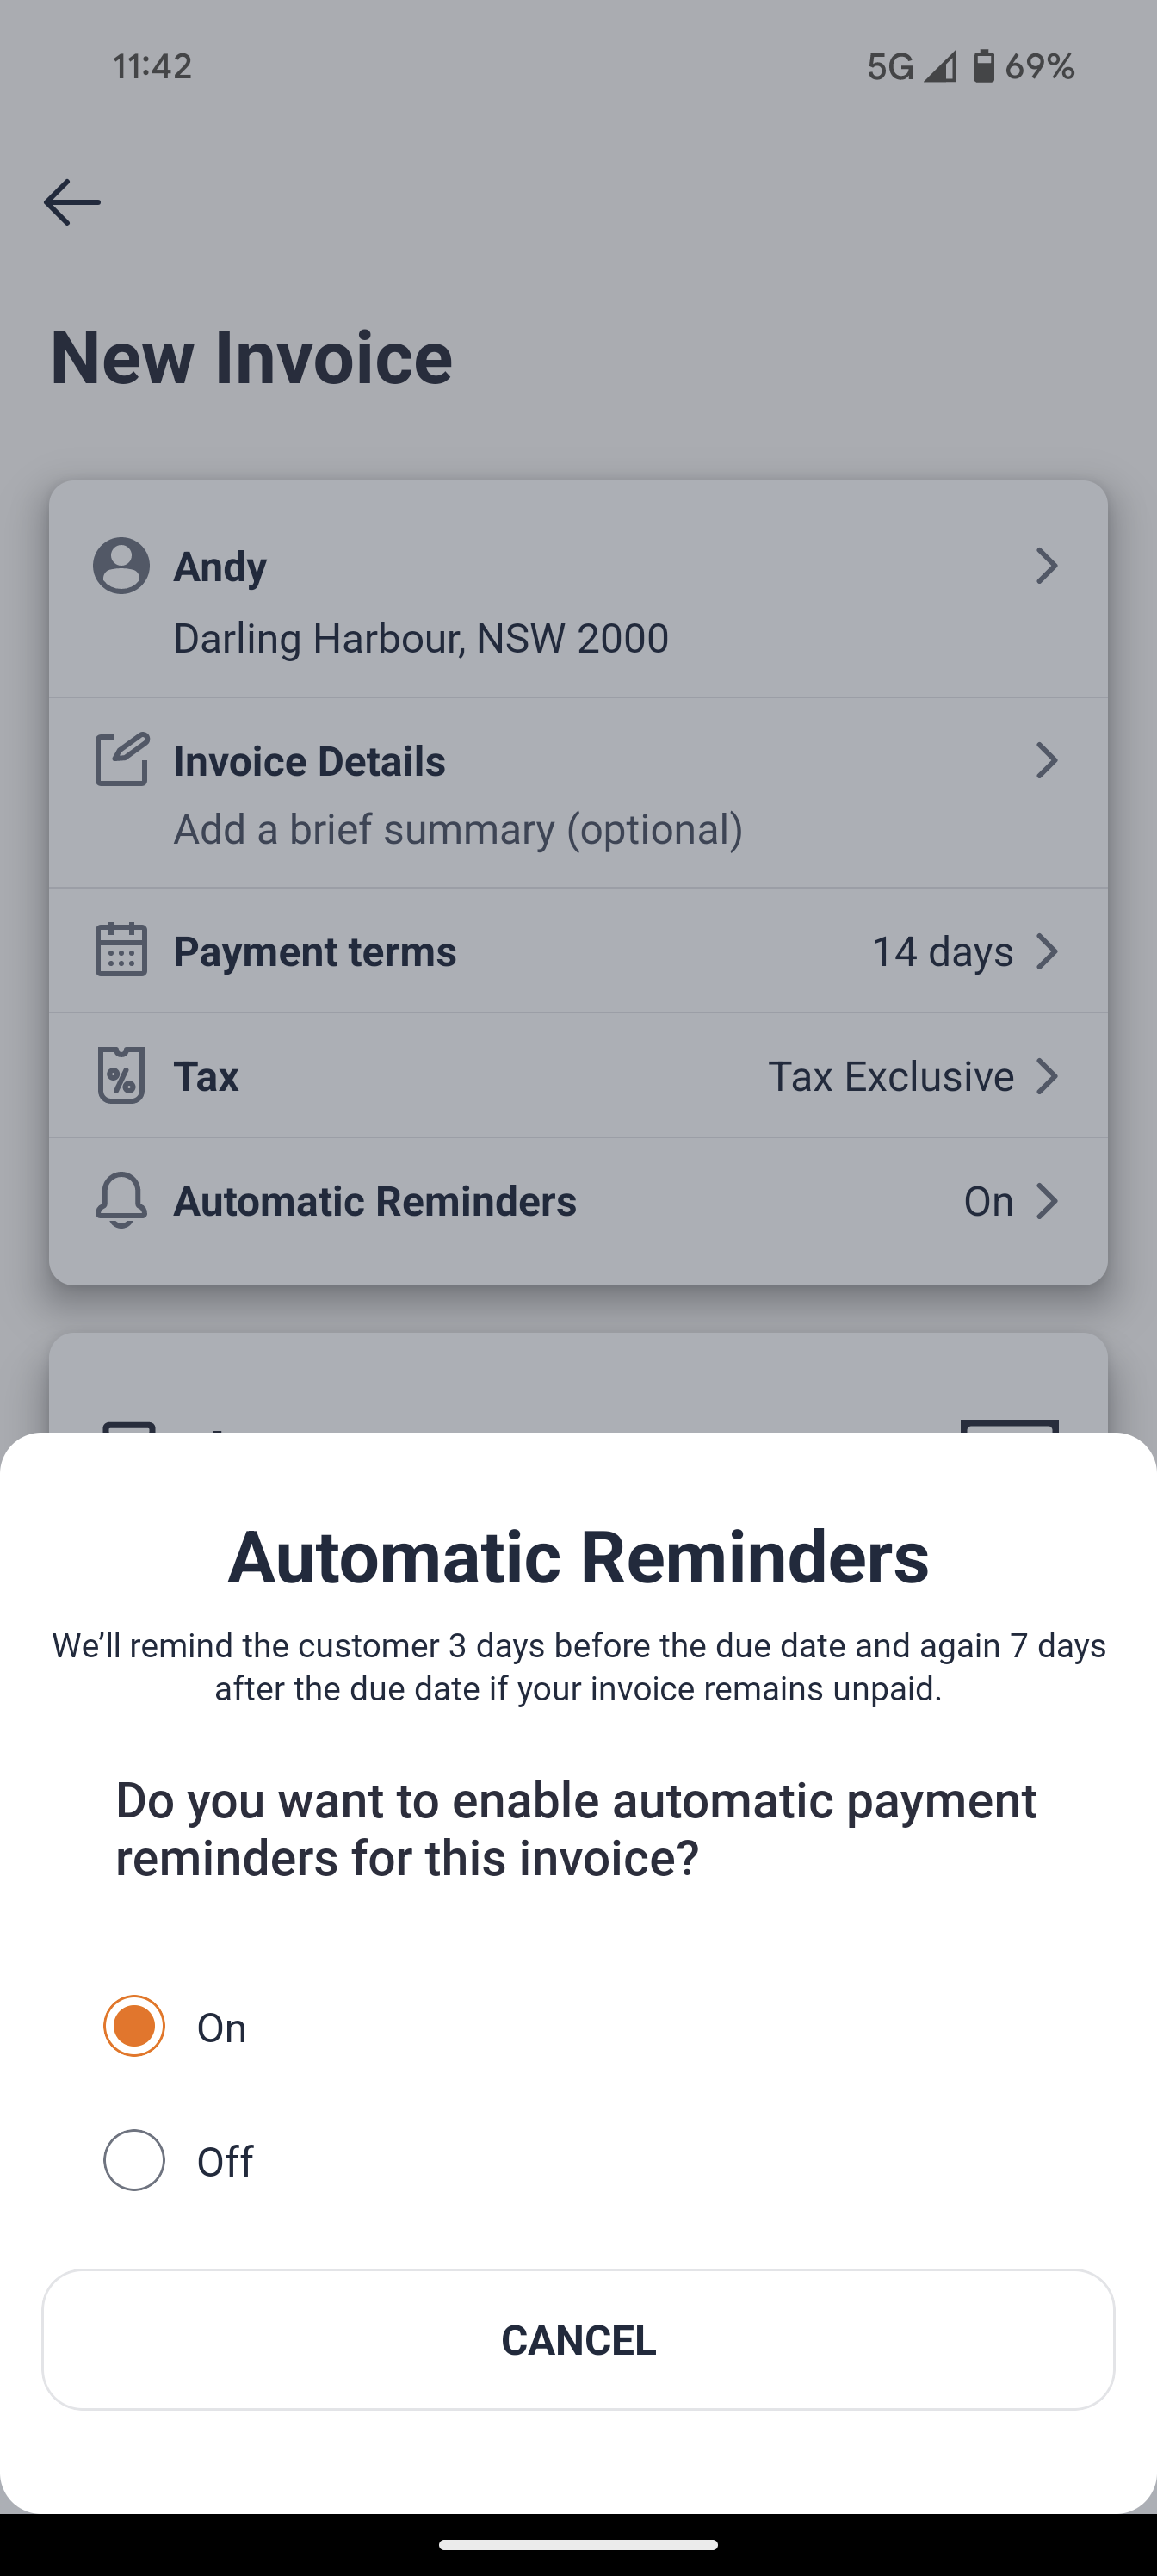 11:42
5G 69%
New Invoice
Andy
Darling Harbour, NSW 2000
Invoice Details
Add a brief summary (optional)
Payment terms 14 days
Tax Tax Exclusive
Automatic Reminders On
Automatic Reminders
We’ll remind the customer 3 days before the due date and again 7 days
after the due date if your invoice remains unpaid.
Do you want to enable automatic payment
reminders for this invoice?
On
Off
CANCEL